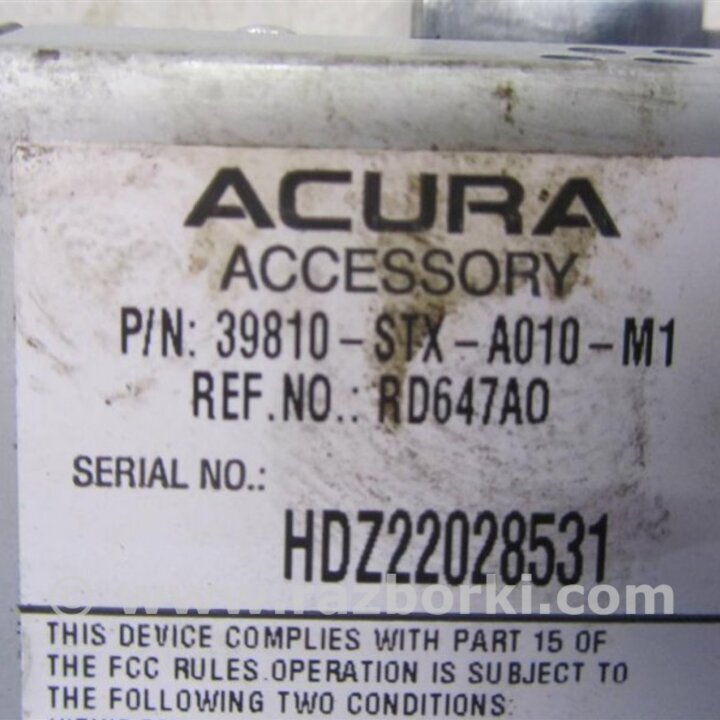 ACURA
ACCESSORY
P/N: 39810-STX-A010-M1
REF.NO.: RD647A0
SERIAL NO.:
HDZ22028531
© www.razborki.com
THIS DEVICE COMPLIES WITH PART 15 OF
THE FCC RULES.OPERATION IS SUBJECT TO
THE FOLLOWING TWO CONDITIONS: